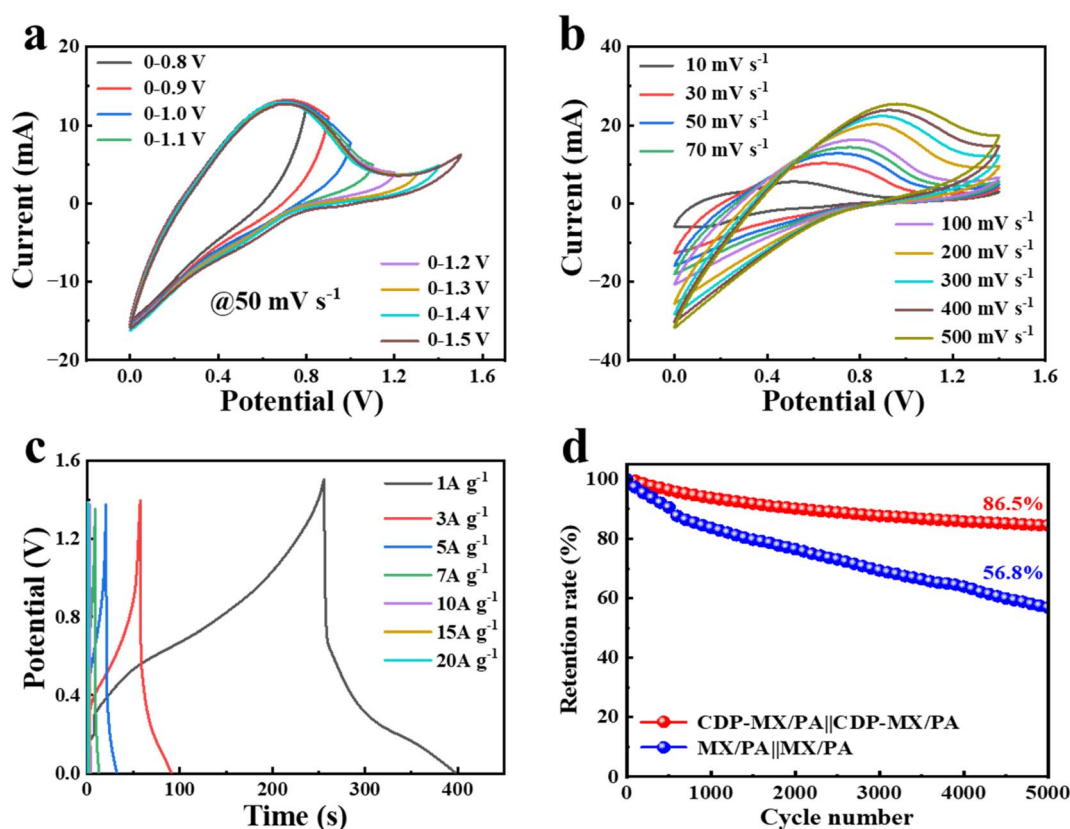 a
20
10
0
−10
−20
Current (mA)
0-0.8 V
0-0.9 V
0-1.0 V
0-1.1 V
@50 mV s⁻¹
0-1.2 V
0-1.3 V
0-1.4 V
0-1.5 V
0.0 0.4 0.8 1.2 1.6
Potential (V)
b
40
20
0
−20
−40
Current (mA)
10 mV s⁻¹
30 mV s⁻¹
50 mV s⁻¹
70 mV s⁻¹
100 mV s⁻¹
200 mV s⁻¹
300 mV s⁻¹
400 mV s⁻¹
500 mV s⁻¹
0.0 0.4 0.8 1.2 1.6
Potential (V)
c
1.6
1.2
0.8
0.4
0.0
Potential (V)
1A g⁻¹
3A g⁻¹
5A g⁻¹
7A g⁻¹
10A g⁻¹
15A g⁻¹
20A g⁻¹
0 100 200 300 400
Time (s)
d
100
80
60
40
20
0
Retention rate (%)
86.5%
56.8%
CDP-MX/PA||CDP-MX/PA
MX/PA||MX/PA
0 1000 2000 3000 4000 5000
Cycle number